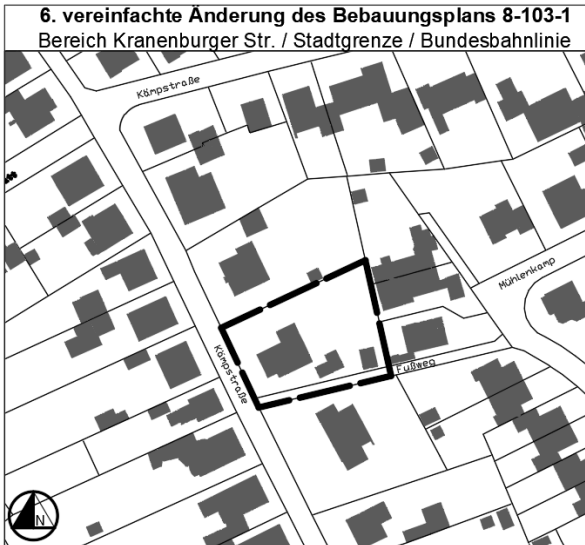 6. vereinfachte Änderung des Bebauungsplans 8-103-1
Bereich Kranenburger Str. / Stadtgrenze / Bundesbahnlinie
Kämpstraße
Mühlenkamp
Kämpstraße
Fußweg
N